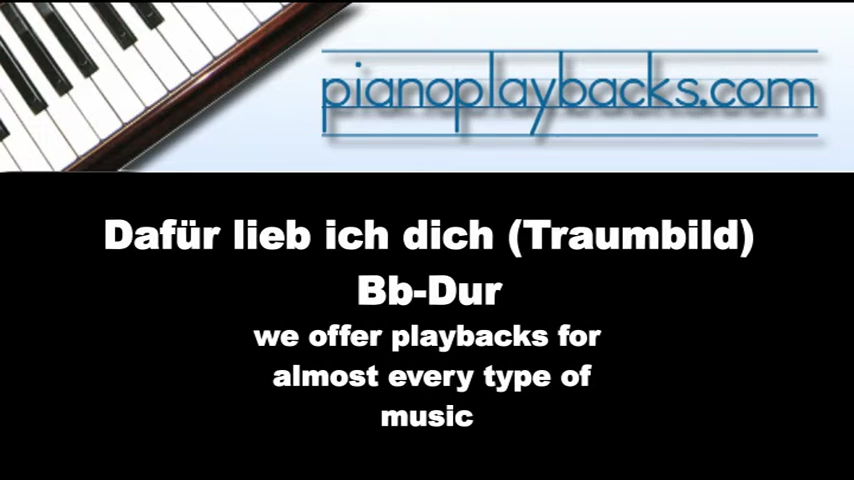 pianoplaybacks.com
Dafür lieb ich dich (Traumbild)
Bb-Dur
we offer playbacks for
almost every type of
music